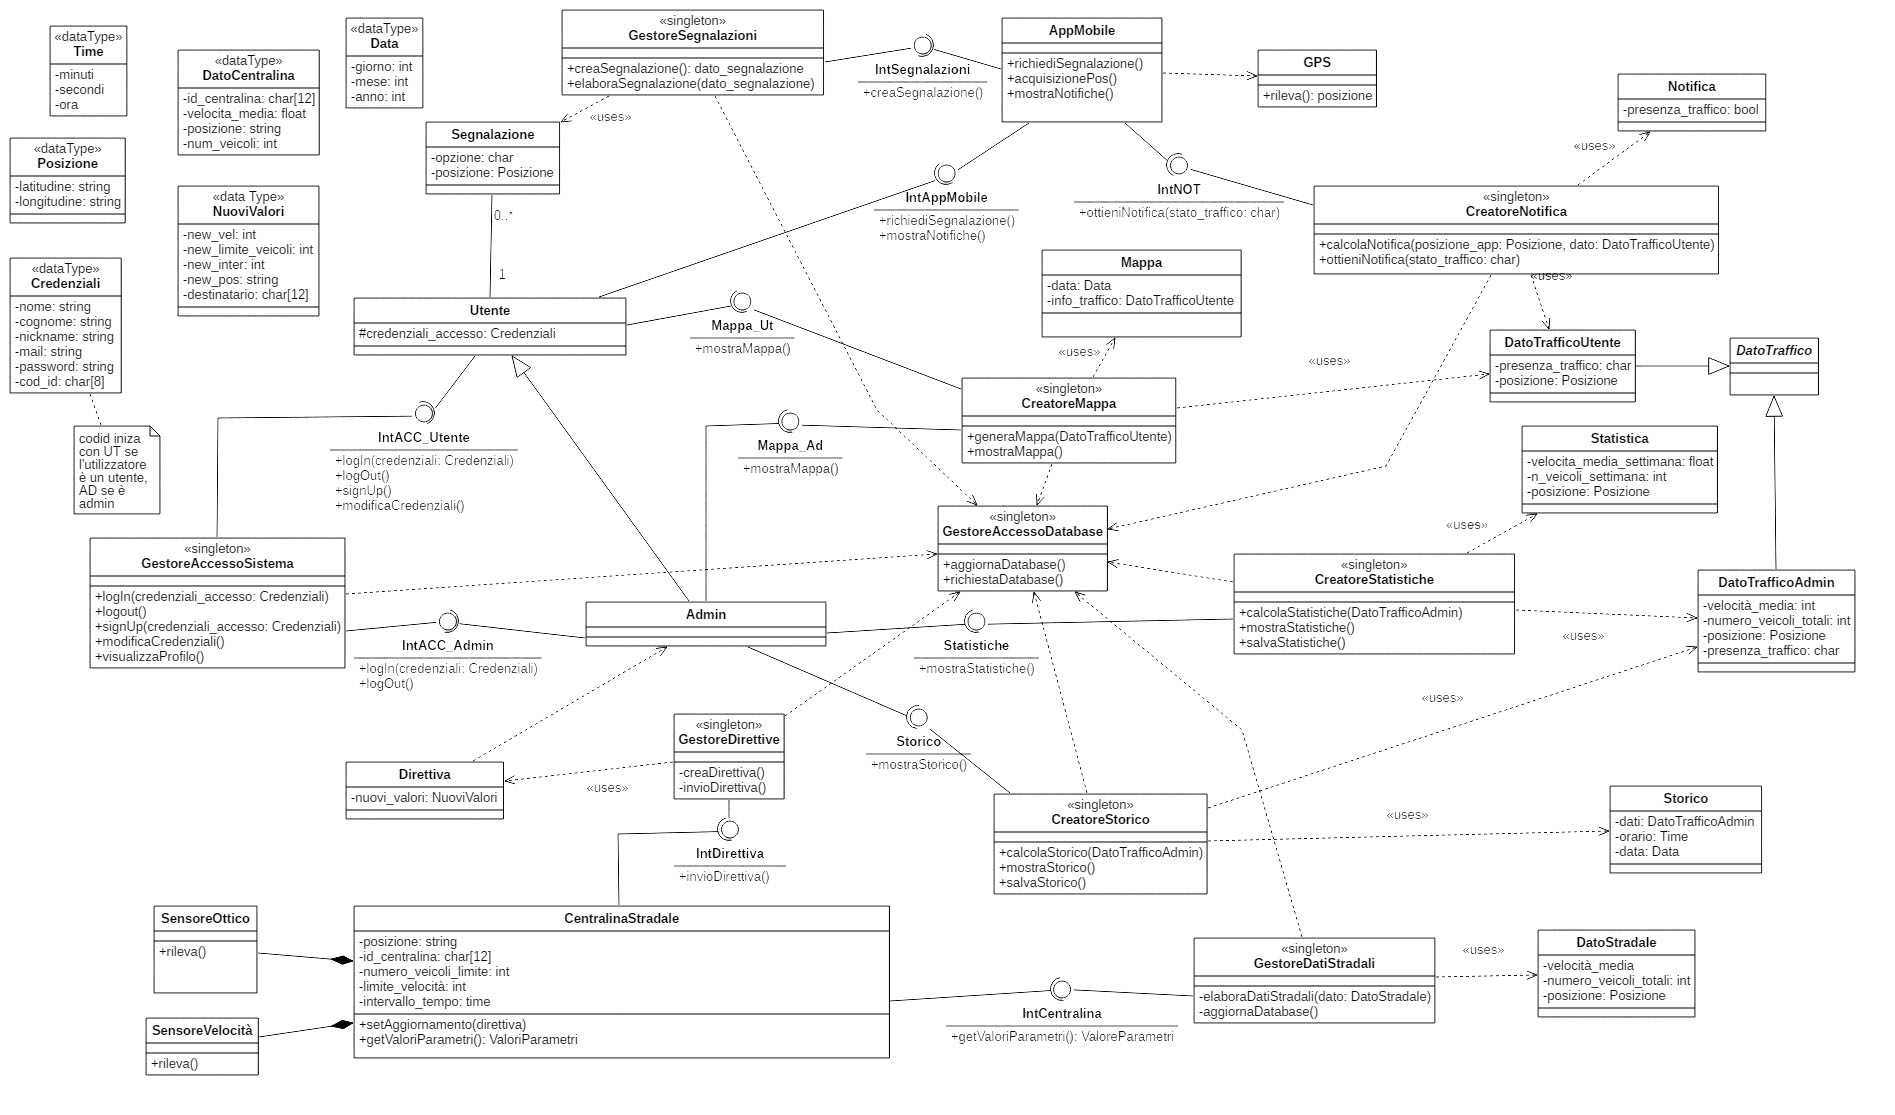 «dataType»
Time
-minuti
-secondi
-ora
«dataType»
DatoCentralina
-id_centralina: char[12]
-velocita_media: float
-posizione: string
-num_veicoli: int
«dataType»
Data
-giorno: int
-mese: int
-anno: int
«singleton»
GestoreSegnalazioni
+creaSegnalazione(): dato_segnalazione
+elaboraSegnalazione(dato_segnalazione)
IntSegnalazioni
+creaSegnalazione()
AppMobile
+richiediSegnalazione()
+acquisizionePos()
+mostraNotifiche()
GPS
+rileva(): posizione
Notifica
-presenza_traffico: bool
«uses»
«uses»
Segnalazione
-opzione: char
-posizione: Posizione
0..*
1
«dataType»
Posizione
-latitudine: string
-longitudine: string
«data Type»
NuoviValori
-new_vel: int
-new_limite_veicoli: int
-new_inter: int
-new_pos: string
-destinatario: char[12]
IntAppMobile
+richiediSegnalazione()
+mostraNotifiche()
IntNOT
+ottieniNotifica(stato_traffico: char)
«singleton»
CreatoreNotifica
+calcolaNotifica(posizione_app: Posizione, dato: DatoTrafficoUtente)
+ottieniNotifica(stato_traffico: char)
«uses»
«dataType»
Credenziali
-nome: string
-cognome: string
-nickname: string
-mail: string
-password: string
-cod_id: char[8]
Utente
#credenziali_accesso: Credenziali
Mappa_Ut
+mostraMappa()
Mappa
-data: Data
-info_traffico: DatoTrafficoUtente
«uses»
«uses»
DatoTrafficoUtente
-presenza_traffico: char
-posizione: Posizione
DatoTraffico
codid iniza
con UT se
l'utilizzatore
è un utente,
AD se è
admin
IntACC_Utente
+logIn(credenziali: Credenziali)
+logOut()
+signUp()
+modificaCredenziali()
Mappa_Ad
+mostraMappa()
«singleton»
CreatoreMappa
+generaMappa(DatoTrafficoUtente)
+mostraMappa()
Statistica
-velocita_media_settimana: float
-n_veicoli_settimana: int
-posizione: Posizione
«uses»
«singleton»
GestoreAccessoSistema
+logIn(credenziali_accesso: Credenziali)
+logout()
+signUp(credenziali_accesso: Credenziali)
+modificaCredenziali()
+visualizzaProfilo()
«singleton»
GestoreAccessoDatabase
+aggiornaDatabase()
+richiestaDatabase()
«singleton»
CreatoreStatistiche
+calcolaStatistiche(DatoTrafficoAdmin)
+mostraStatistiche()
+salvaStatistiche()
«uses»
DatoTrafficoAdmin
-velocità_media: int
-numero_veicoli_totali: int
-posizione: Posizione
-presenza_traffico: char
IntACC_Admin
+logIn(credenziali: Credenziali)
+logOut()
Admin
Statistiche
+mostraStatistiche()
«uses»
Direttiva
-nuovi_valori: NuoviValori
«uses»
«singleton»
GestoreDirettive
-creaDirettiva()
-invioDirettiva()
Storico
+mostraStorico()
«singleton»
CreatoreStorico
+calcolaStorico(DatoTrafficoAdmin)
+mostraStorico()
+salvaStorico()
«uses»
Storico
-dati: DatoTrafficoAdmin
-orario: Time
-data: Data
IntDirettiva
+invioDirettiva()
SensoreOttico
+rileva()
SensoreVelocità
+rileva()
CentralinaStradale
-posizione: string
-id_centralina: char[12]
-numero_veicoli_limite: int
-limite_velocità: int
-intervallo_tempo: time
+setAggiornamento(direttiva)
+getValoriParametri(): ValoriParametri
IntCentralina
+getValoriParametri(): ValoreParametri
«singleton»
GestoreDatiStradali
-elaboraDatiStradali(dato: DatoStradale)
-aggiornaDatabase()
«uses»
DatoStradale
-velocità_media
-numero_veicoli_totali: int
-posizione: Posizione